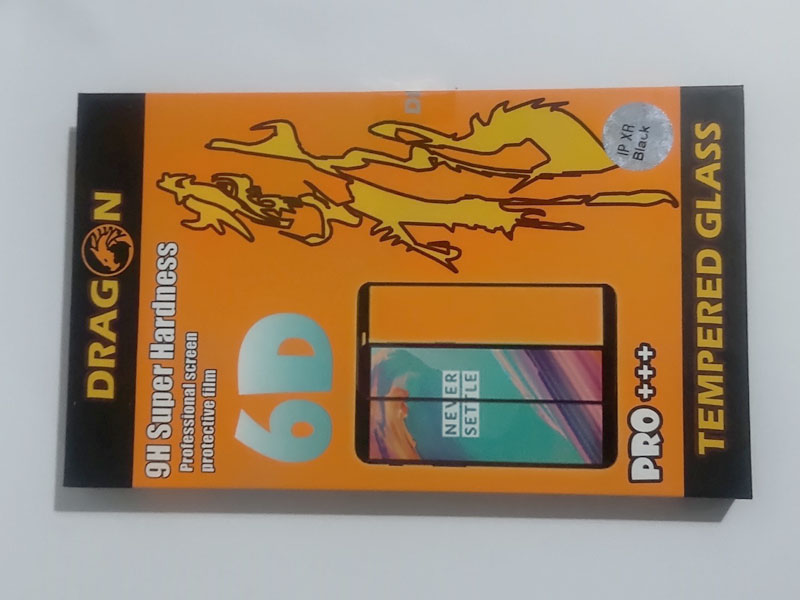 DRAGON
IP XR
Black
9H Super Hardness
Professional screen
protective film
6D
NEVER
SETTLE
PRO+++
TEMPERED GLASS